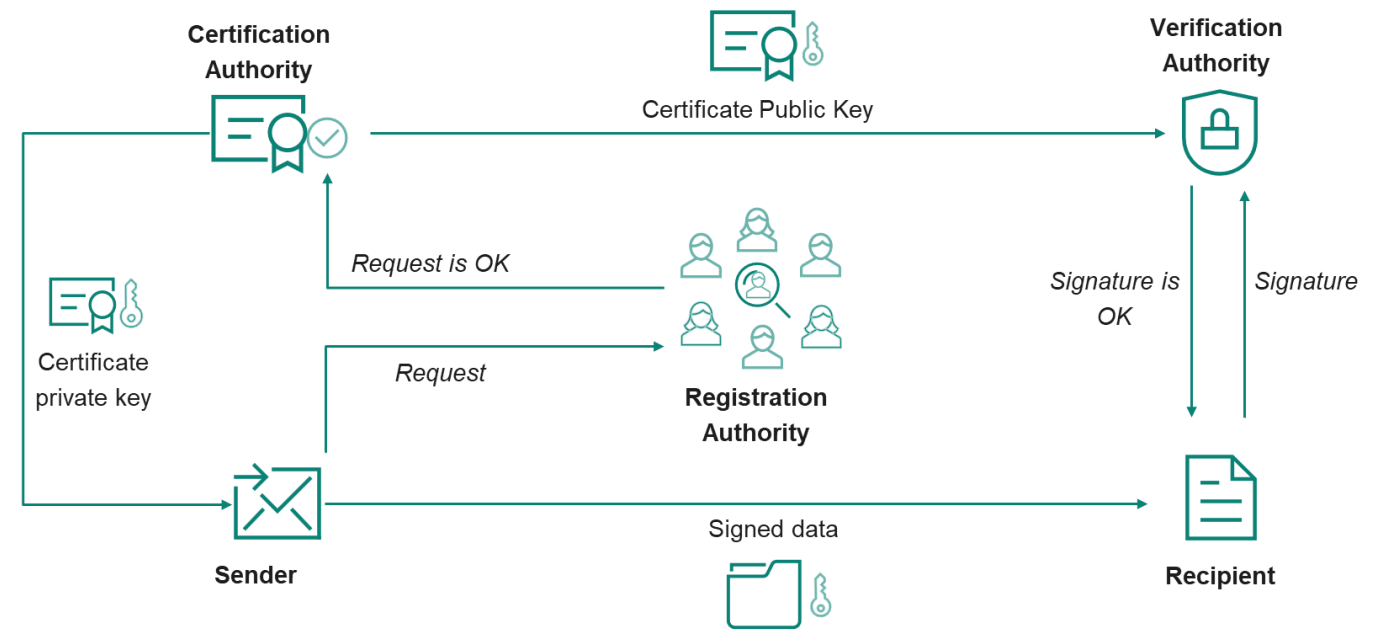 Certification
Authority
Verification
Authority
Certificate Public Key
Request is OK
Signature is
OK
Signature
Certificate
private key
Request
Registration
Authority
Signed data
Sender
Recipient